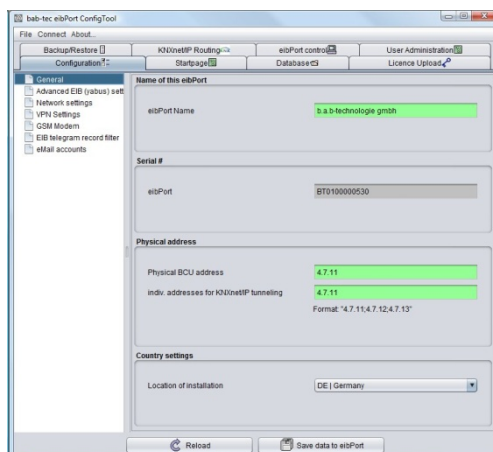 bab-tec eibPort ConfigTool
File Connect About...
Backup/Restore KNXnet/IP Routing eibPort control User Administration
Configuration Startpage Database Licence Upload
General
Advanced EIB (yabus) sett
Network settings
VPN Settings
GSM Modem
EIB telegram record filter
eMail accounts
Name of this eibPort
eibPort Name b.a.b-technologie gmbh
Serial #
eibPort BT0100000530
Physical address
Physical BCU address 4.7.11
indiv. addresses for KNXnet/IP tunneling 4.7.11
Format: "4.7.11;4.7.12;4.7.13"
Country settings
Location of installation DE | Germany
Reload Save data to eibPort